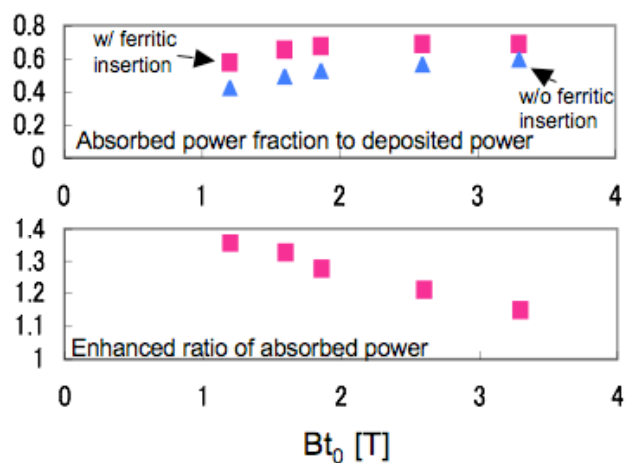 0.8
w/ ferritic
insertion
0.6
0.4
w/o ferritic
insertion
0.2
Absorbed power fraction to deposited power
0
0 1 2 3 4
1.4
1.3
1.2
1.1
Enhanced ratio of absorbed power
1
0 1 2 3 4
Bt0 [T]